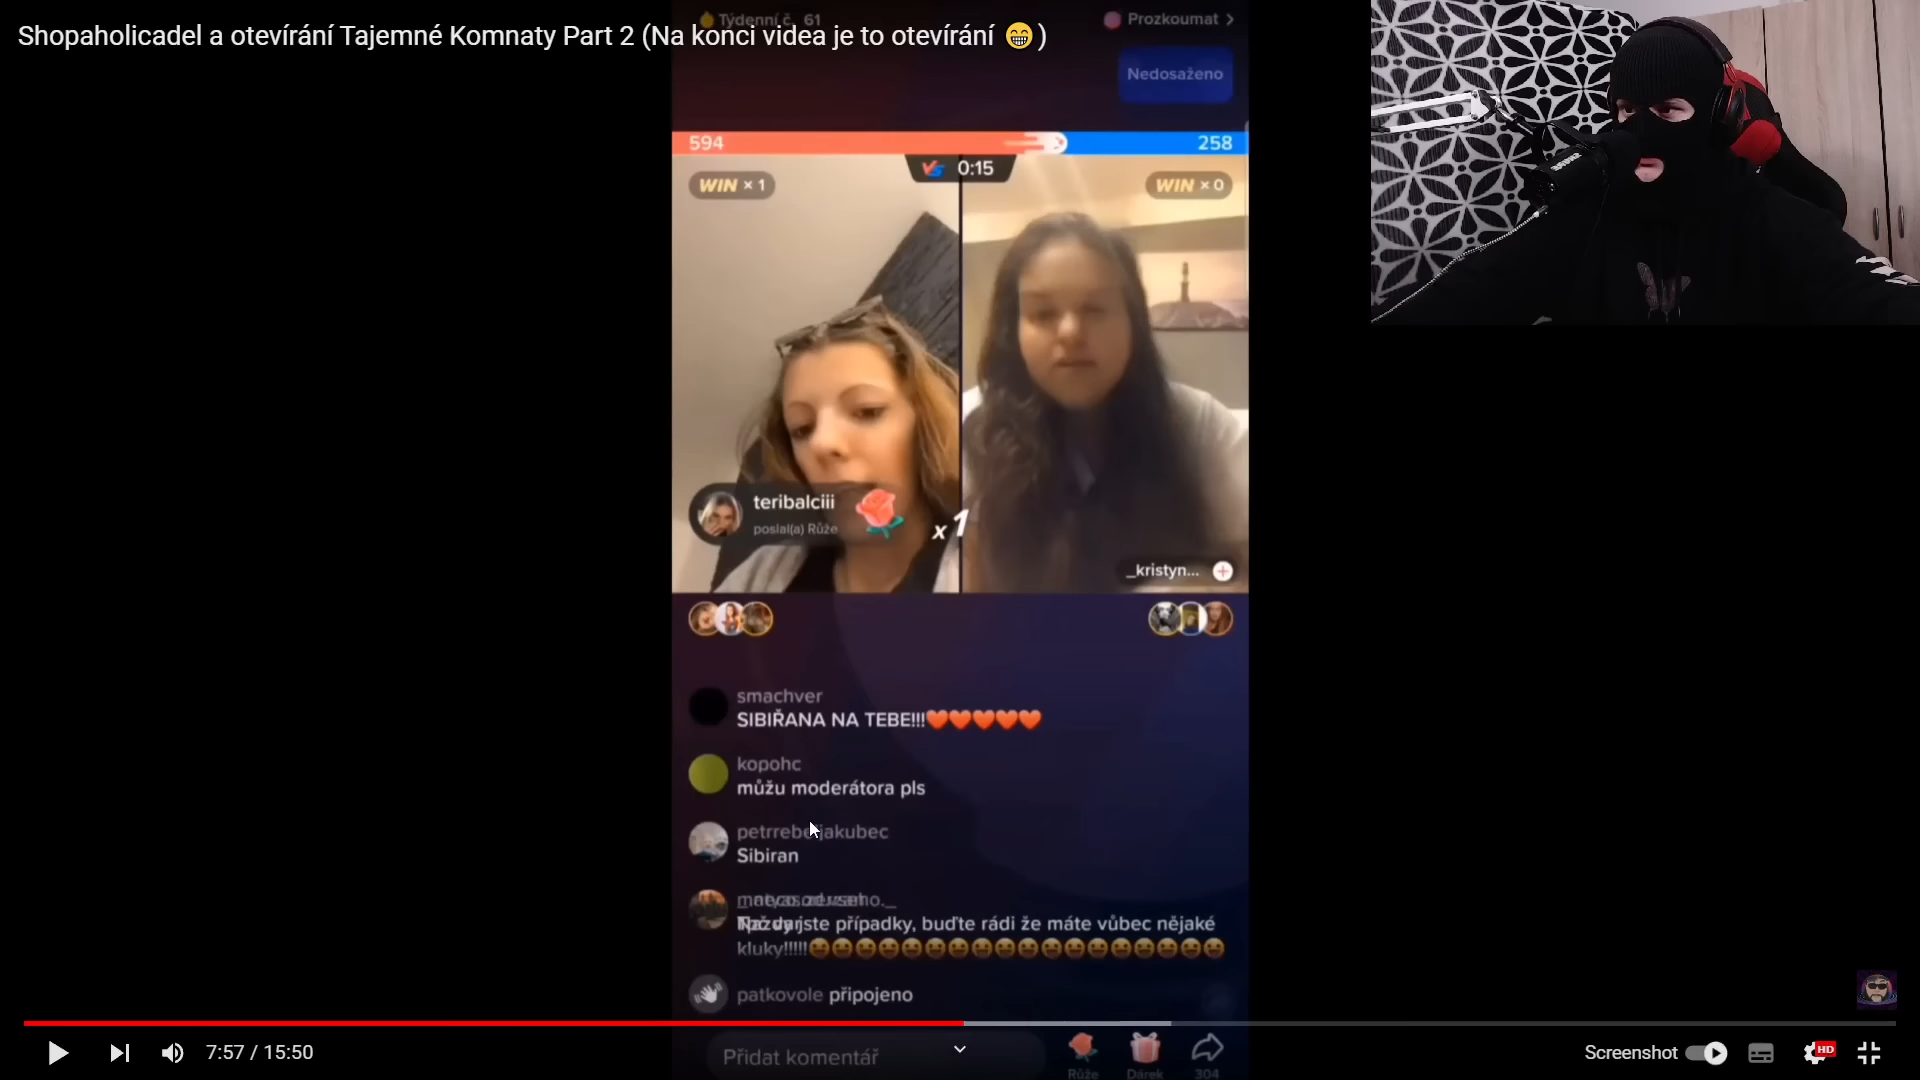 Týdenní č. 61
Prozkoumat >
Shopaholicadel a otevírání Tajemné Komnaty Part 2 (Na konci videa je to otevírání 😁)
Nedosaženo
594
258
VS 0:15
WIN × 1
WIN × 0
teribalciii
poslal(a) Růže
x1
_kristyn...
smachver
SIBIŘANA NA TEBE!!!❤️❤️❤️❤️❤️
kopohc
můžu moderátora pls
petrrebeljakubec
Sibiran
jste případky, buďte rádi že máte vůbec nějaké
kluky!!!!!😆😆😆😆😆😆😆😆😆😆😆😆😆😆😆😆😆😆
patkovole připojeno
Přidat komentář
Růže
Dárek
304
7:57 / 15:50
Screenshot
HD